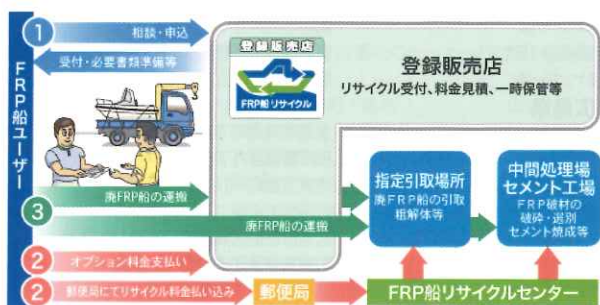 FRP船ユーザー
1 相談・申込
受付・必要書類準備等
登録販売店
FRP船リサイクル
登録販売店
リサイクル受付、料金見積、一時保管等
3
廃FRP船の運搬
廃FRP船の運搬
指定引取場所
廃FRP船の引取
粗解体等
中間処理場
セメント工場
FRP破材の
破砕・選別
セメント焼成等
2 オプション料金支払い
2 郵便局にてリサイクル料金払い込み
郵便局
FRP船リサイクルセンター